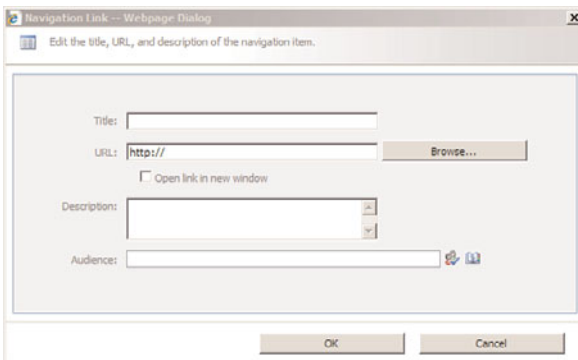 Navigation Link -- Webpage Dialog
Edit the title, URL, and description of the navigation item.
Title:
URL: http:// Browse...
Open link in new window
Description:
Audience:
OK Cancel